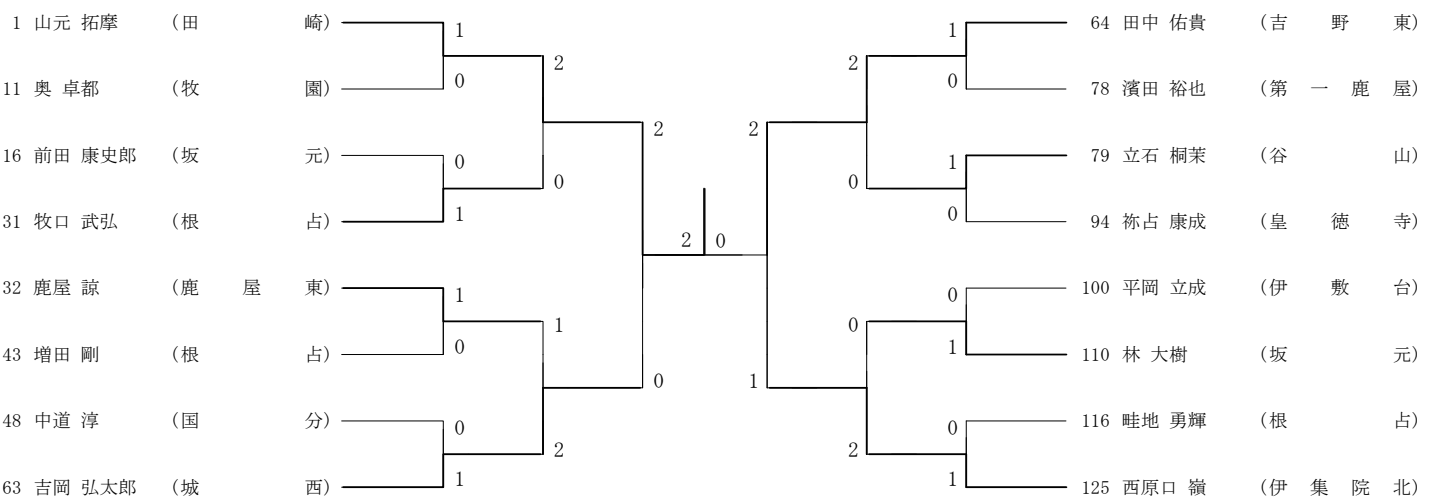 1 山元 拓摩 (田 崎)
1
0
11 奥 卓都 (牧 園)
2
16 前田 康史郎 (坂 元)
0
1
31 牧口 武弘 (根 占)
0
2
32 鹿屋 諒 (鹿 屋 東)
1
0
43 増田 剛 (根 占)
1
48 中道 淳 (国 分)
0
1
63 吉岡 弘太郎 (城 西)
2
0
2 0
64 田中 佑貴 (吉 野 東)
1
0
78 濱田 裕也 (第 一 鹿 屋)
2
79 立石 桐茉 (谷 山)
1
0
94 祢占 康成 (皇 徳 寺)
0
2
100 平岡 立成 (伊 敷 台)
0
1
110 林 大樹 (坂 元)
0
116 畦地 勇輝 (根 占)
0
1
125 西原口 嶺 (伊 集 院 北)
2
1